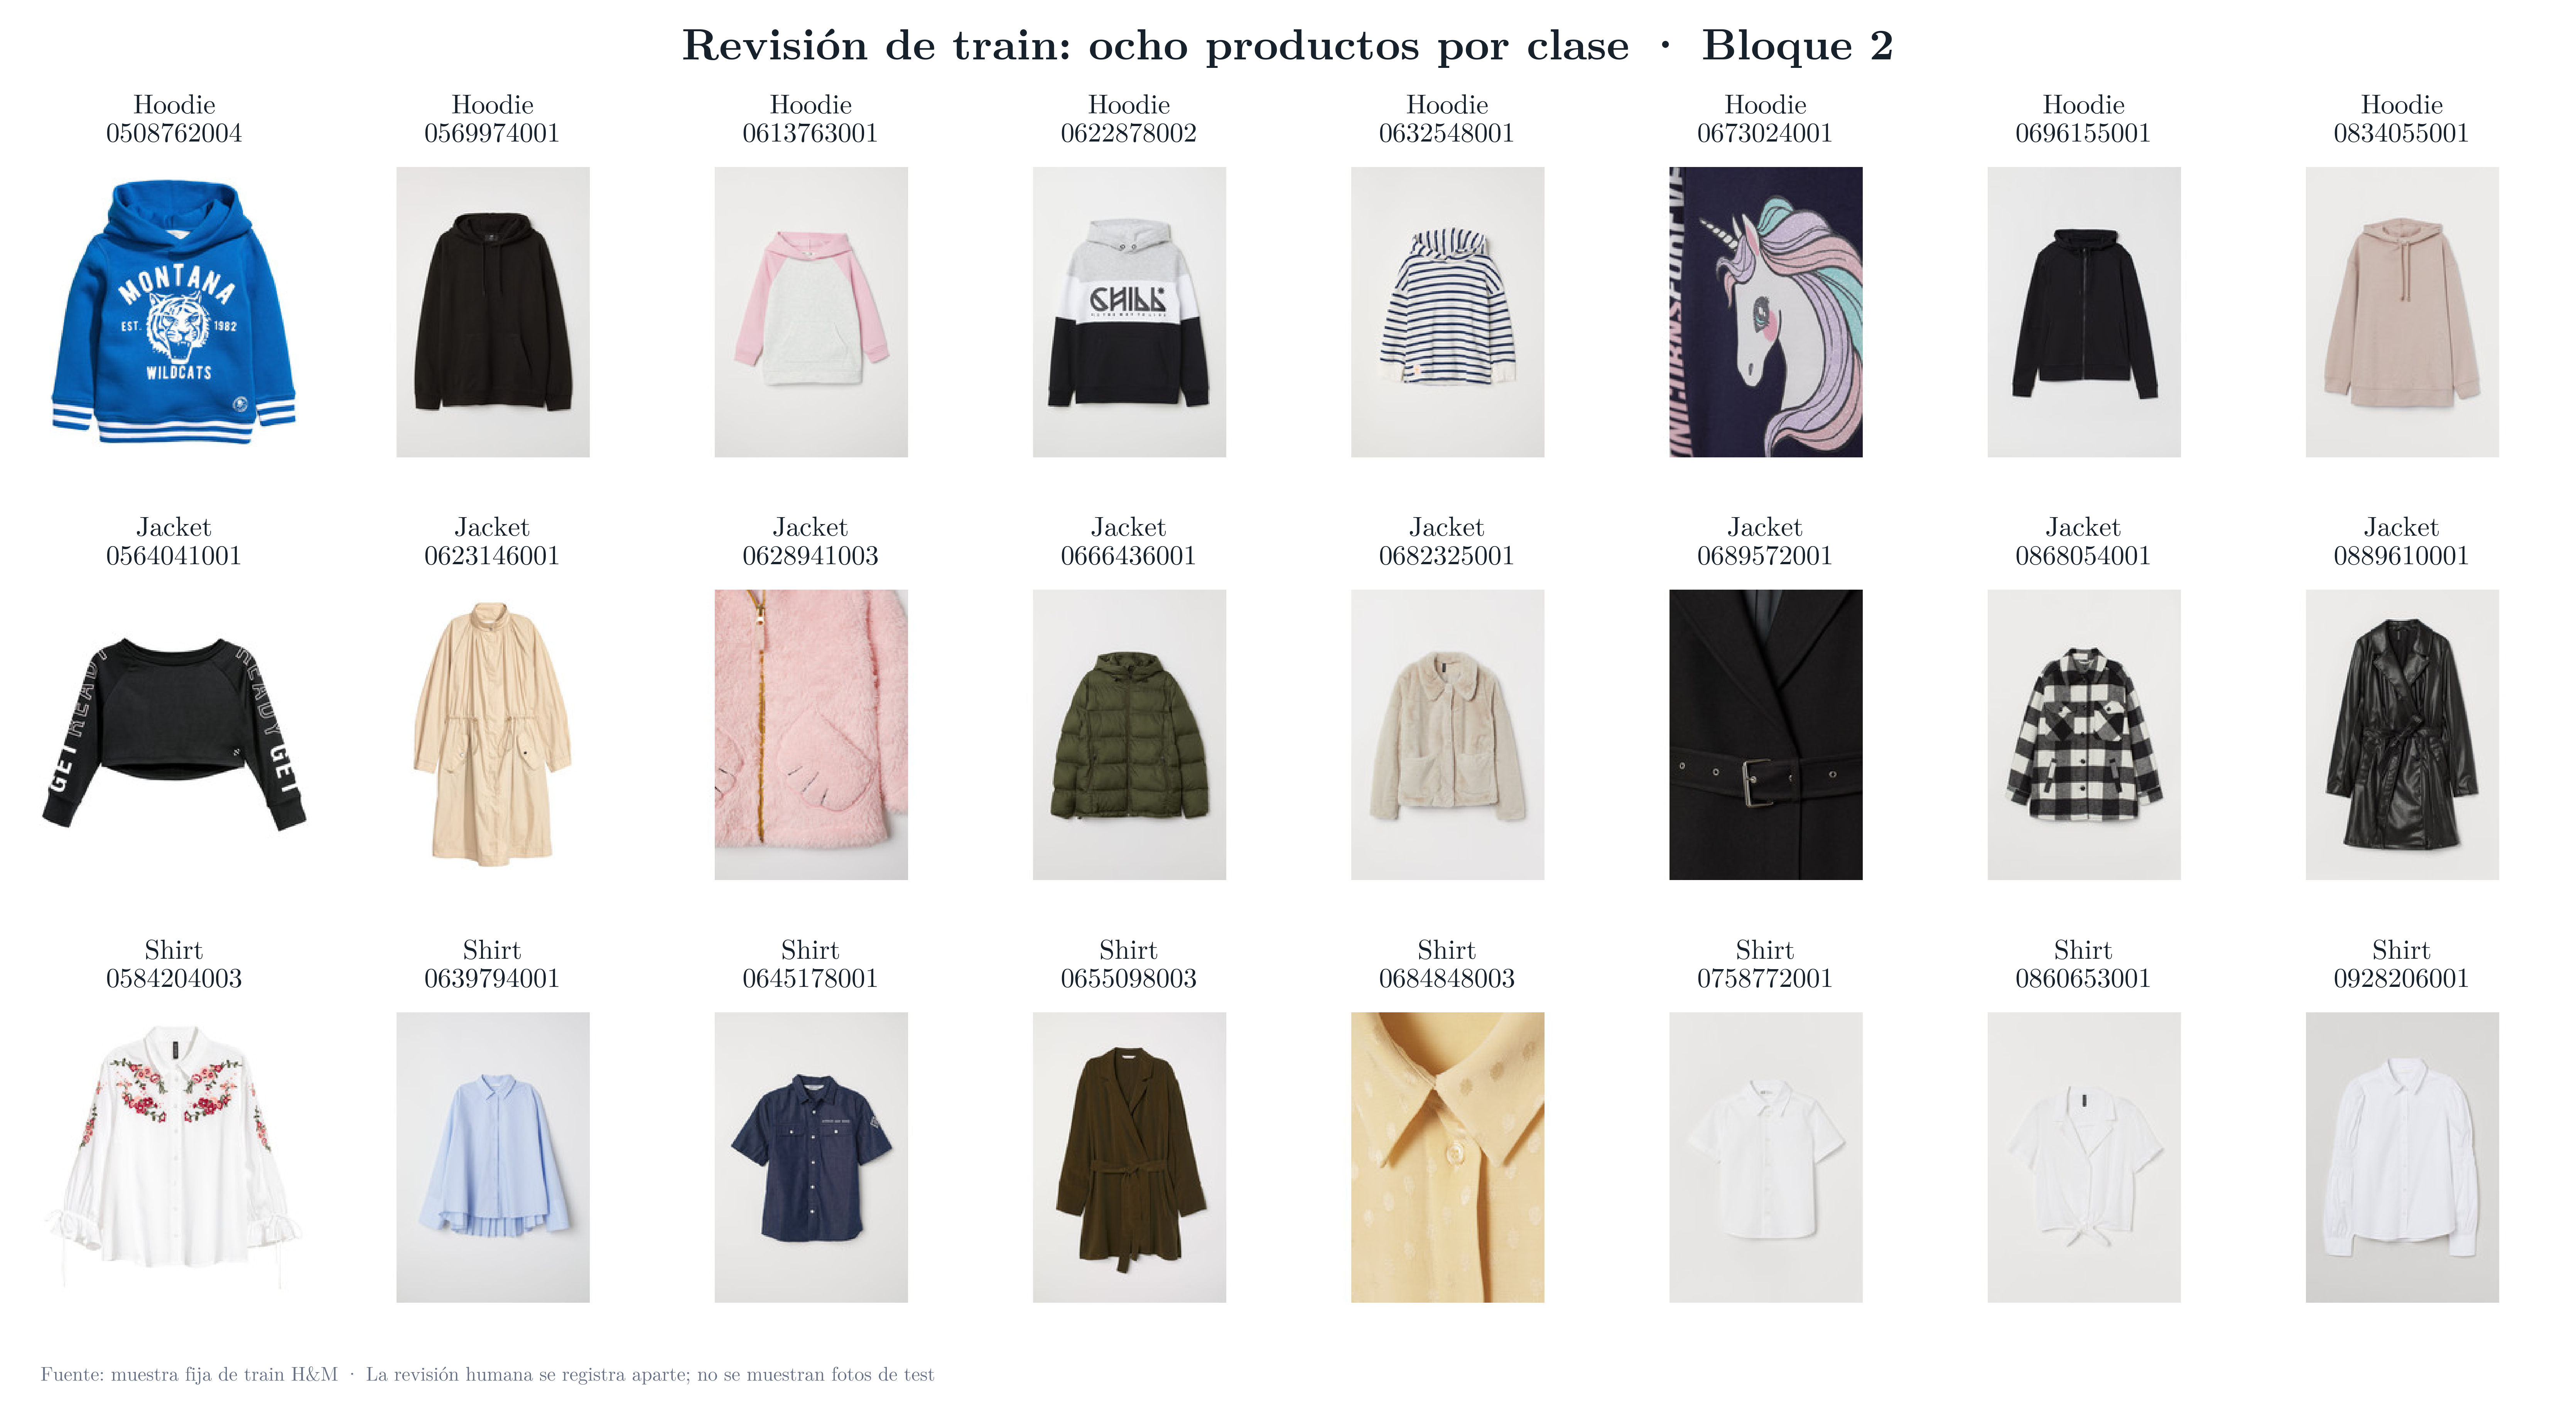 Revisión de train: ocho productos por clase · Bloque 2
Hoodie
0508762004
Hoodie
0569974001
Hoodie
0613763001
Hoodie
0622878002
Hoodie
0632548001
Hoodie
0673024001
Hoodie
0696155001
Hoodie
0834055001
MONTANA
EST. 1982
WILDCATS
CHILL
Jacket
0564041001
Jacket
0623146001
Jacket
0628941003
Jacket
0666436001
Jacket
0682325001
Jacket
0689572001
Jacket
0868054001
Jacket
0889610001
GET READY
READY GET
Shirt
0584204003
Shirt
0639794001
Shirt
0645178001
Shirt
0655098003
Shirt
0684848003
Shirt
0758772001
Shirt
0860653001
Shirt
0928206001
Fuente: muestra fija de train H&M · La revisión humana se registra aparte; no se muestran fotos de test